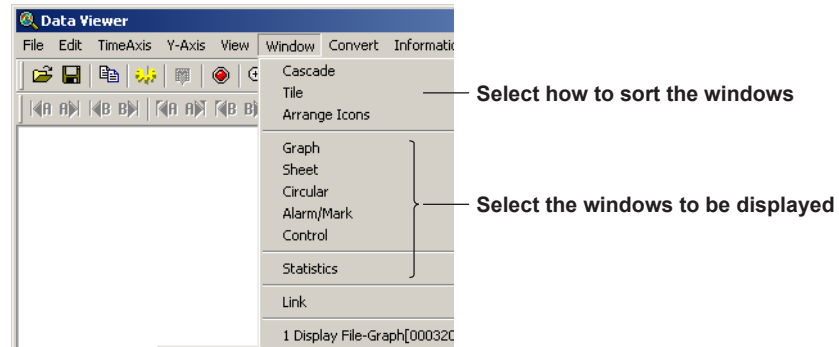 Data Viewer
File Edit TimeAxis Y-Axis View Window Convert
Cascade
Tile
Select how to sort the windows
Arrange Icons
Graph
Sheet
Circular
Select the windows to be displayed
Alarm/Mark
Control
Statistics
Link
1 Display File-Graph[000320